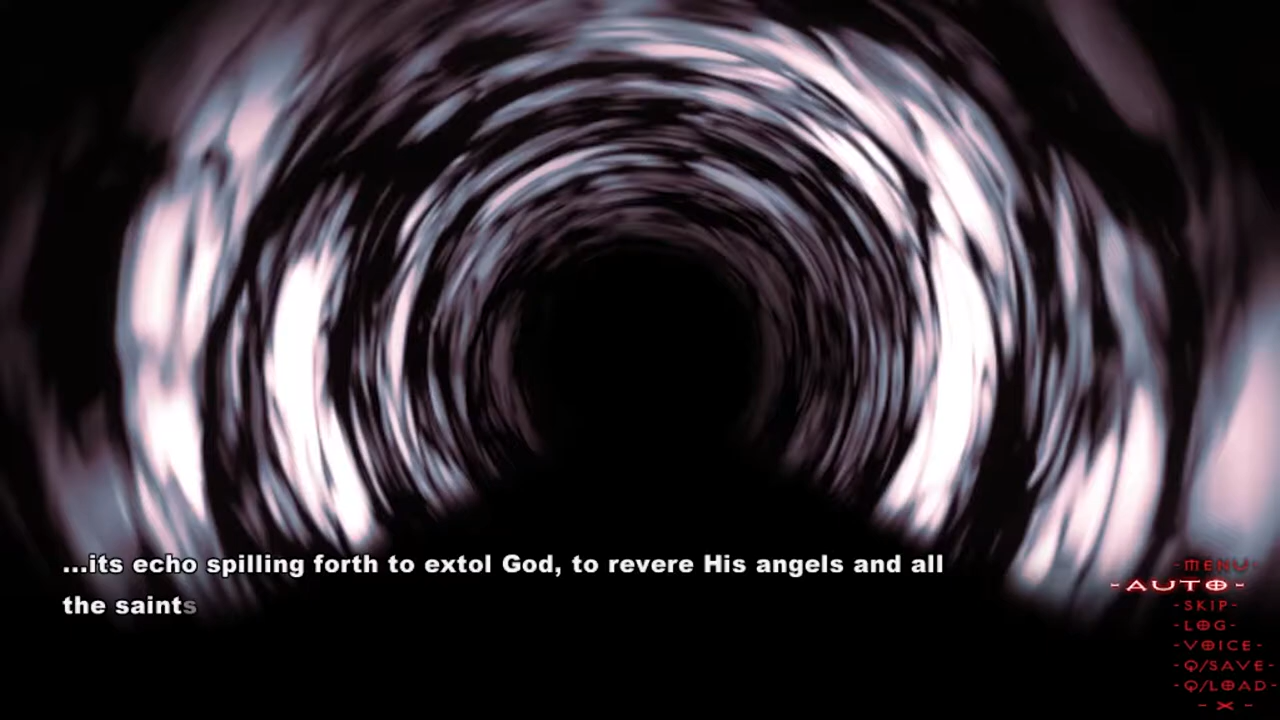 ...its echo spilling forth to extol God, to revere His angels and all
the saints
-MENU-
-AUTO-
-SKIP-
-LOG-
-VOICE-
-Q/SAVE-
-Q/LOAD-
-X-